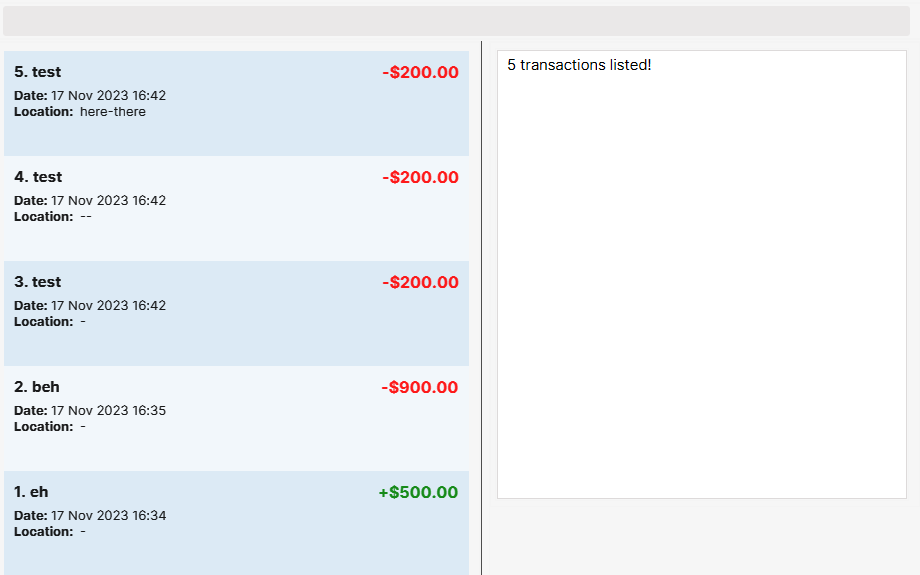 5. test -$200.00
Date: 17 Nov 2023 16:42
Location: here-there
4. test -$200.00
Date: 17 Nov 2023 16:42
Location: --
3. test -$200.00
Date: 17 Nov 2023 16:42
Location: -
2. beh -$900.00
Date: 17 Nov 2023 16:35
Location: -
1. eh +$500.00
Date: 17 Nov 2023 16:34
Location: -
5 transactions listed!